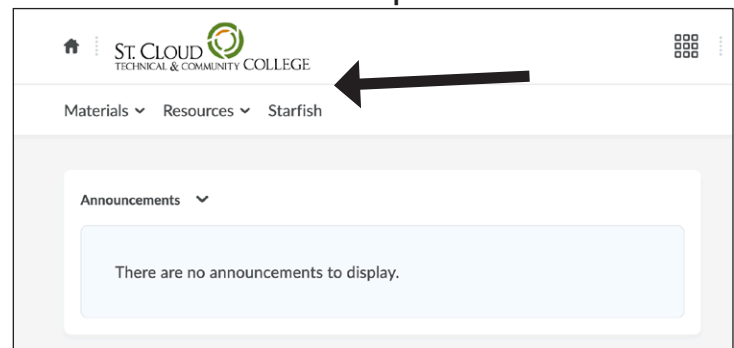 ST. CLOUD
TECHNICAL & COMMUNITY COLLEGE
Materials Resources Starfish
Announcements
There are no announcements to display.